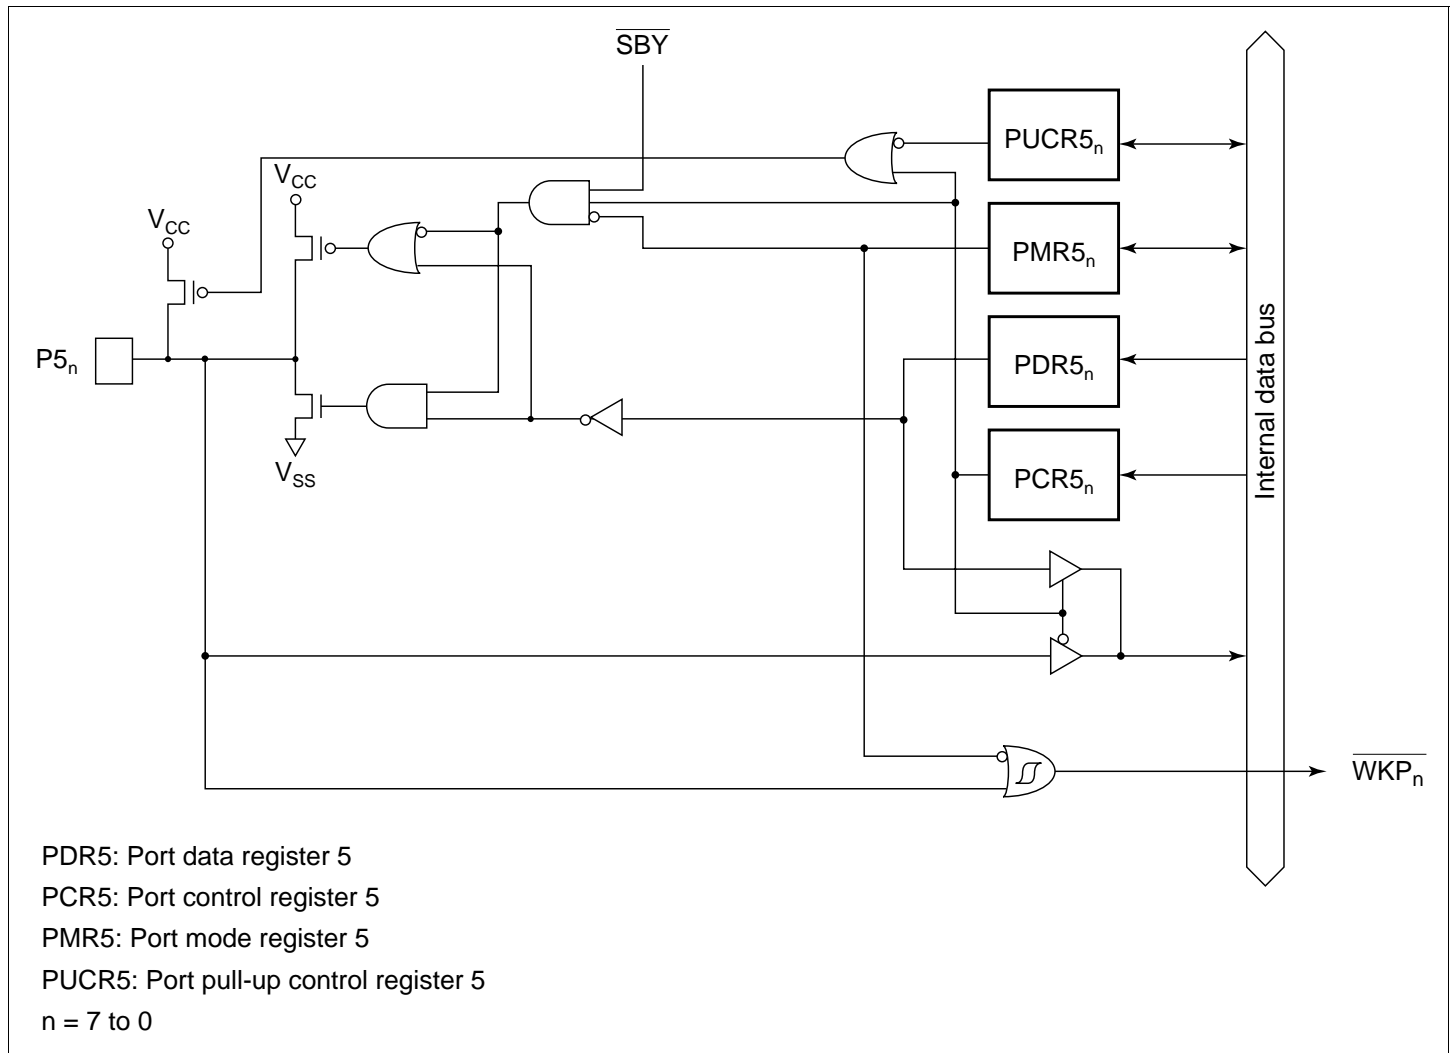 SBY
PUCR5n
VCC
VCC
PMR5n
P5n
PDR5n
VSS
PCR5n
Internal data bus
WKPn
PDR5: Port data register 5
PCR5: Port control register 5
PMR5: Port mode register 5
PUCR5: Port pull-up control register 5
n = 7 to 0